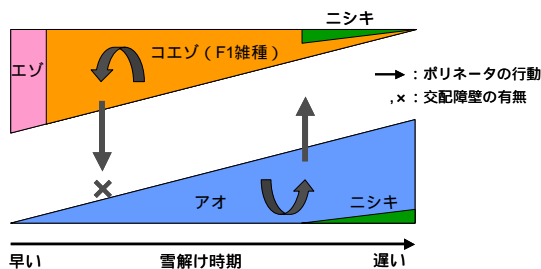 ニシキ
コエゾ（F1雑種）
エゾ
：ポリネータの行動
,×：交配障壁の有無
アオ
ニシキ
早い
雪解け時期
遅い